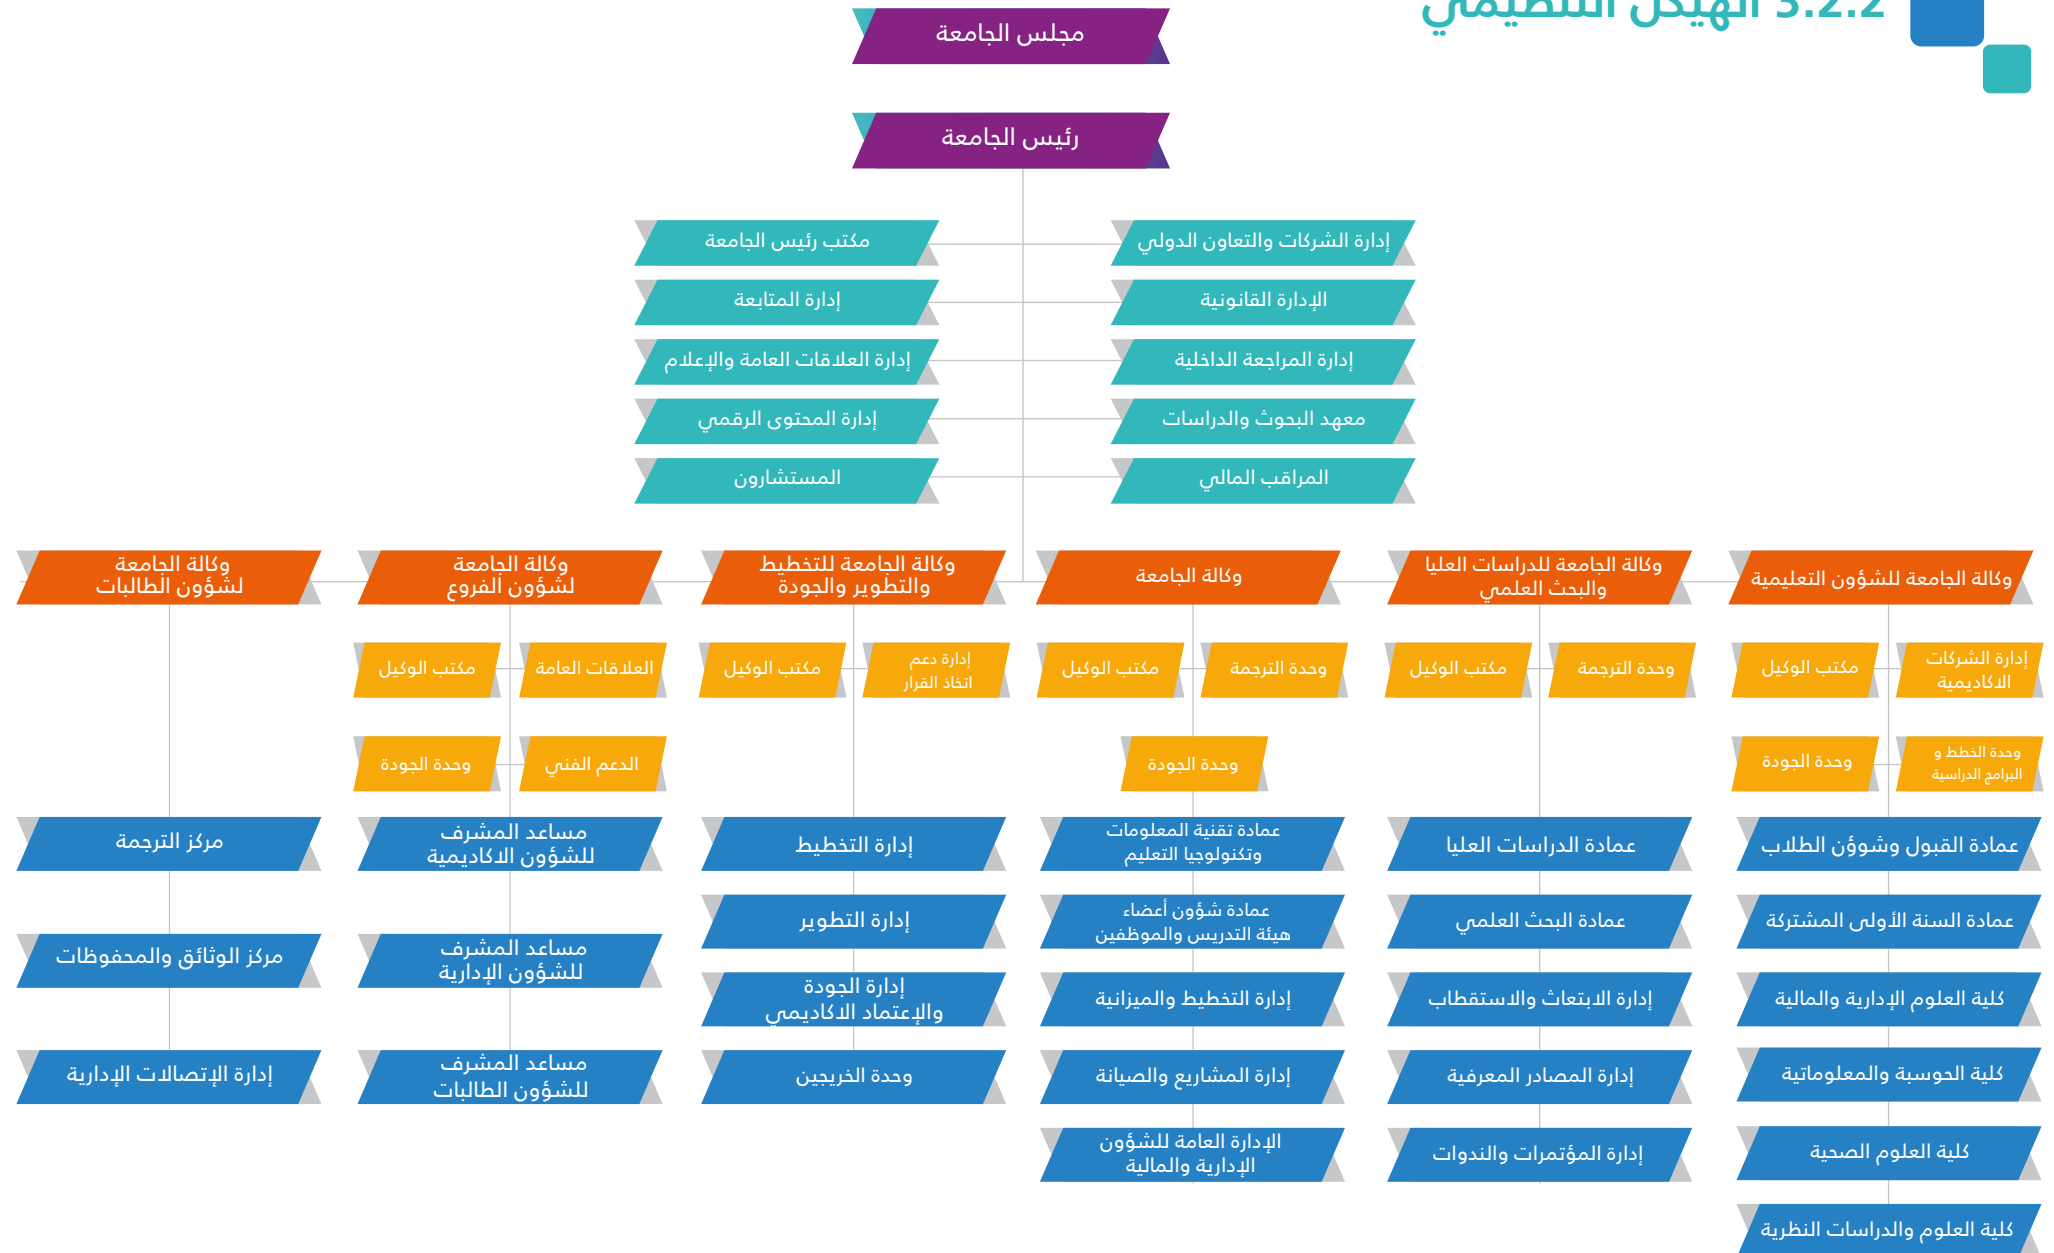 3.2.2 الهيكل التنظيمي
مجلس الجامعة
رئيس الجامعة
إدارة الشركات والتعاون الدولي
مكتب رئيس الجامعة
الإدارة القانونية
إدارة المتابعة
إدارة المراجعة الداخلية
إدارة العلاقات العامة والإعلام
معهد البحوث والدراسات
إدارة المحتوى الرقمي
المراقب المالي
المستشارون
وكالة الجامعة للشؤون التعليمية
وكالة الجامعة للدراسات العليا
والبحث العلمي
وكالة الجامعة
وكالة الجامعة للتخطيط
والتطوير والجودة
وكالة الجامعة
لشؤون الفروع
وكالة الجامعة
لشؤون الطالبات
إدارة الشركات
الاكاديمية
مكتب الوكيل
وحدة الترجمة
مكتب الوكيل
وحدة الترجمة
مكتب الوكيل
إدارة دعم
اتخاذ القرار
مكتب الوكيل
العلاقات العامة
مكتب الوكيل
وحدة الخطط و
البرامج الدراسية
وحدة الجودة
وحدة الجودة
الدعم الفني
وحدة الجودة
عمادة القبول وشوؤن الطلاب
عمادة الدراسات العليا
عمادة تقنية المعلومات
وتكنولوجيا التعليم
إدارة التخطيط
مساعد المشرف
للشؤون الاكاديمية
مركز الترجمة
عمادة السنة الأولى المشتركة
عمادة البحث العلمي
عمادة شؤون أعضاء
هيئة التدريس والموظفين
إدارة التطوير
مساعد المشرف
للشؤون الإدارية
مركز الوثائق والمحفوظات
كلية العلوم الإدارية والمالية
إدارة الابتعاث والاستقطاب
إدارة التخطيط والميزانية
إدارة الجودة
والإعتماد الاكاديمي
كلية الحوسبة والمعلوماتية
إدارة المصادر المعرفية
إدارة المشاريع والصيانة
وحدة الخريجين
مساعد المشرف
للشؤون الطالبات
إدارة الإتصالات الإدارية
كلية العلوم الصحية
إدارة المؤتمرات والندوات
الإدارة العامة للشؤون
الإدارية والمالية
كلية العلوم والدراسات النظرية